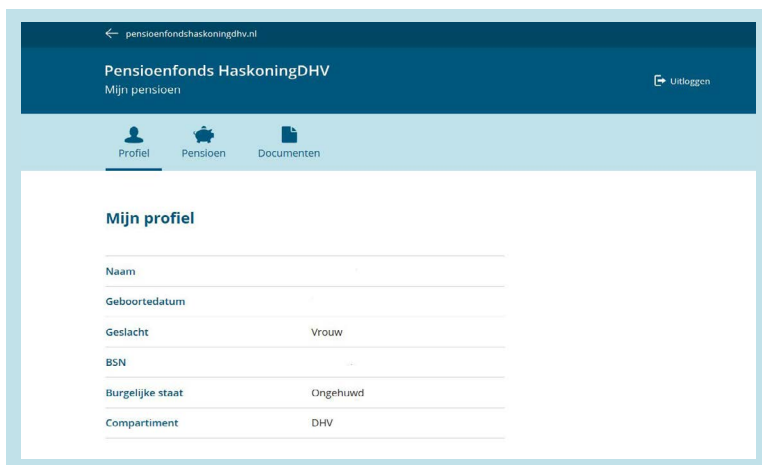 ← pensioenfondshaskoningdhv.nl
Pensioenfonds HaskoningDHV
Mijn pensioen
Uitloggen
Profiel Pensioen Documenten
Mijn profiel
Naam
Geboortedatum
Geslacht Vrouw
BSN
Burgelijke staat Ongehuwd
Compartiment DHV